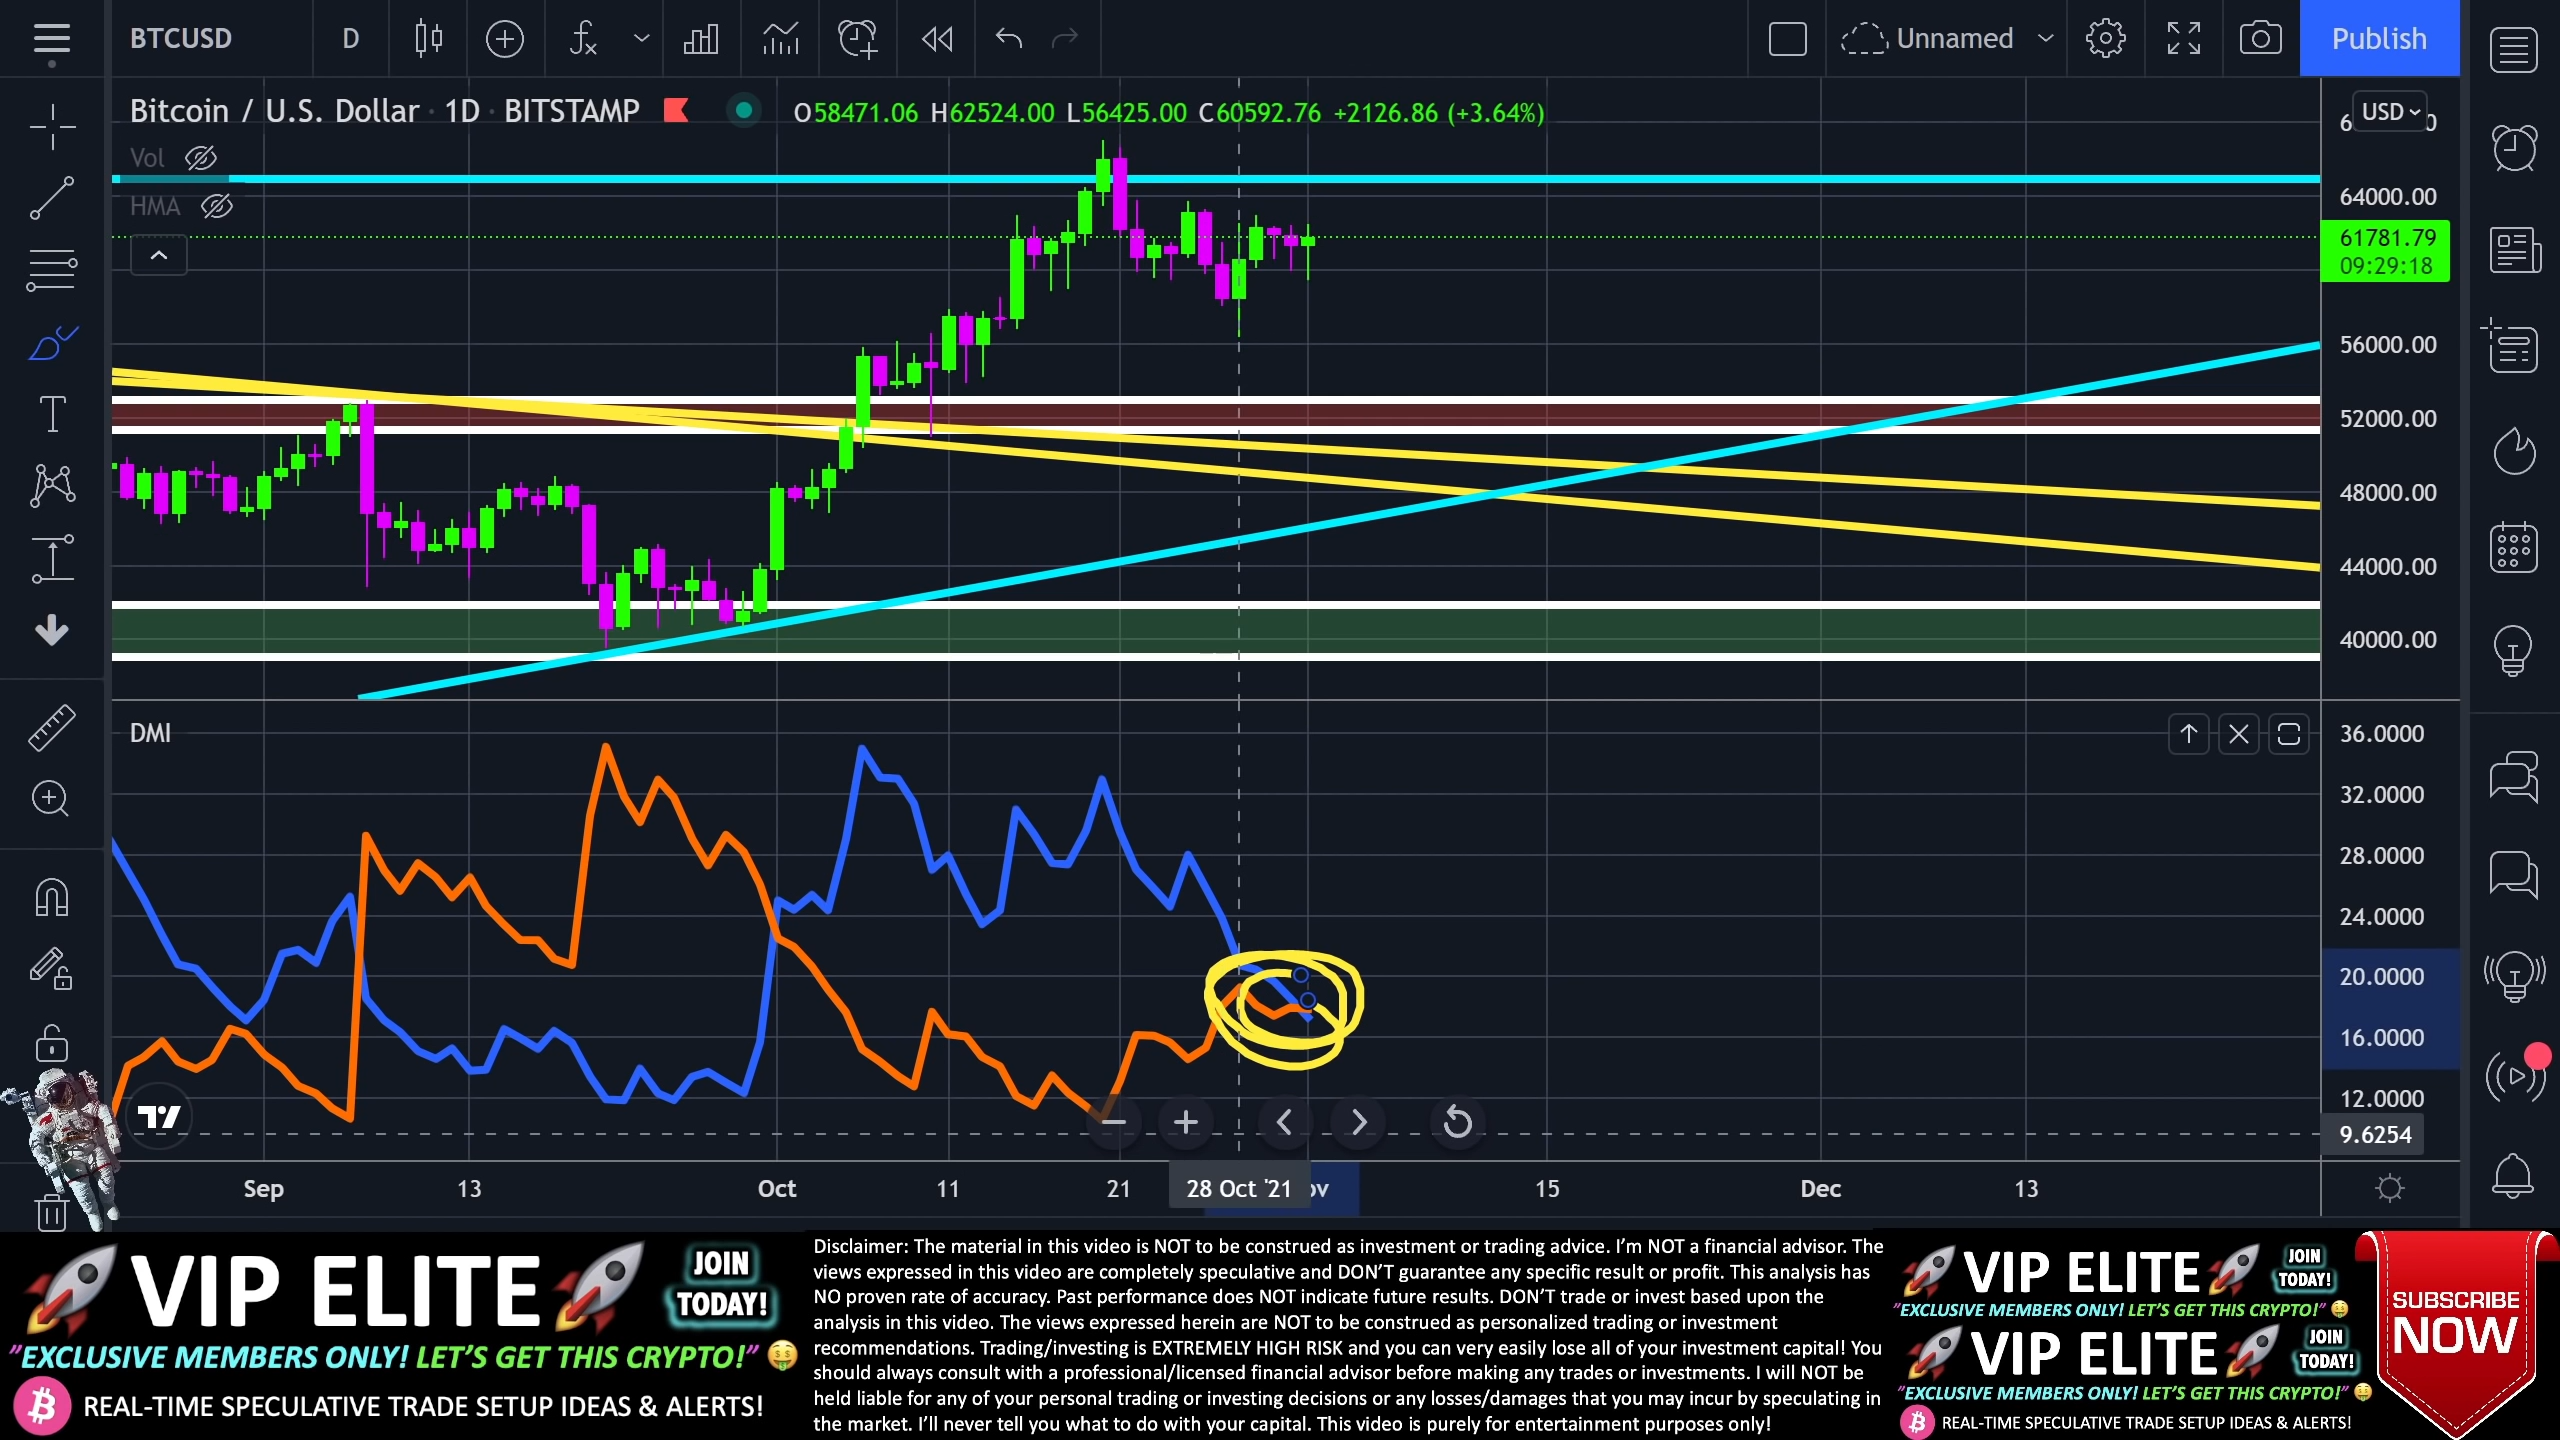 BTCUSD D Unnamed Publish
Bitcoin / U.S. Dollar · 1D · BITSTAMP O58471.06 H62524.00 L56425.00 C60592.76 +2126.86 (+3.64%)
USD
Vol
HMA
64000.00
61781.79
09:29:18
56000.00
52000.00
48000.00
44000.00
40000.00
DMI
36.0000
32.0000
28.0000
24.0000
20.0000
16.0000
12.0000
9.6254
Sep 13 Oct 11 21 28 Oct '21 15 Dec 13
VIP ELITE
JOIN
TODAY!
"EXCLUSIVE MEMBERS ONLY! LET'S GET THIS CRYPTO!"
REAL-TIME SPECULATIVE TRADE SETUP IDEAS & ALERTS!
Disclaimer: The material in this video is NOT to be construed as investment or trading advice. I'm NOT a financial advisor. The
views expressed in this video are completely speculative and DON'T guarantee any specific result or profit. This analysis has
NO proven rate of accuracy. Past performance does NOT indicate future results. DON'T trade or invest based upon the
analysis in this video. The views expressed herein are NOT to be construed as personalized trading or investment
recommendations. Trading/investing is EXTREMELY HIGH RISK and you can very easily lose all of your investment capital! You
should always consult with a professional/licensed financial advisor before making any trades or investments. I will NOT be
held liable for any of your personal trading or investing decisions or any losses/damages that you may incur by speculating in
the market. I'll never tell you what to do with your capital. This video is purely for entertainment purposes only!
VIP ELITE
JOIN
TODAY!
"EXCLUSIVE MEMBERS ONLY! LET'S GET THIS CRYPTO!"
VIP ELITE
JOIN
TODAY!
"EXCLUSIVE MEMBERS ONLY! LET'S GET THIS CRYPTO!"
REAL-TIME SPECULATIVE TRADE SETUP IDEAS & ALERTS!
SUBSCRIBE
NOW